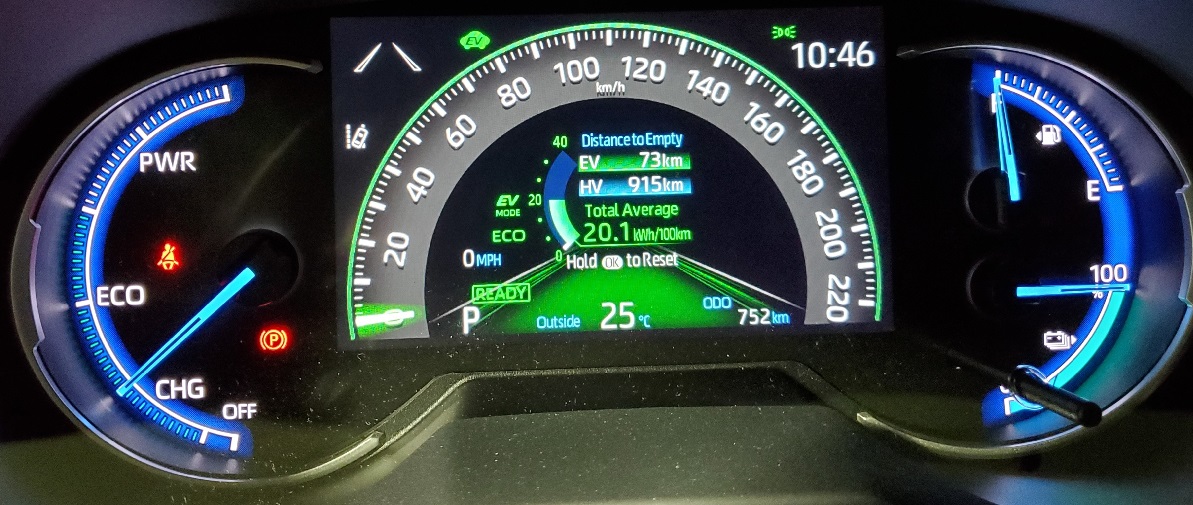 PWR
ECO
CHG
OFF
EV
10:46
0
20
40
60
80
100
120
140
160
180
200
220
km/h
40
20
0
Distance to Empty
EV 73km
HV 915km
Total Average
20.1 kWh/100km
Hold OK to Reset
EV
MODE
ECO
0MPH
READY
P
Outside 25°C
ODO
752km
E
100
P